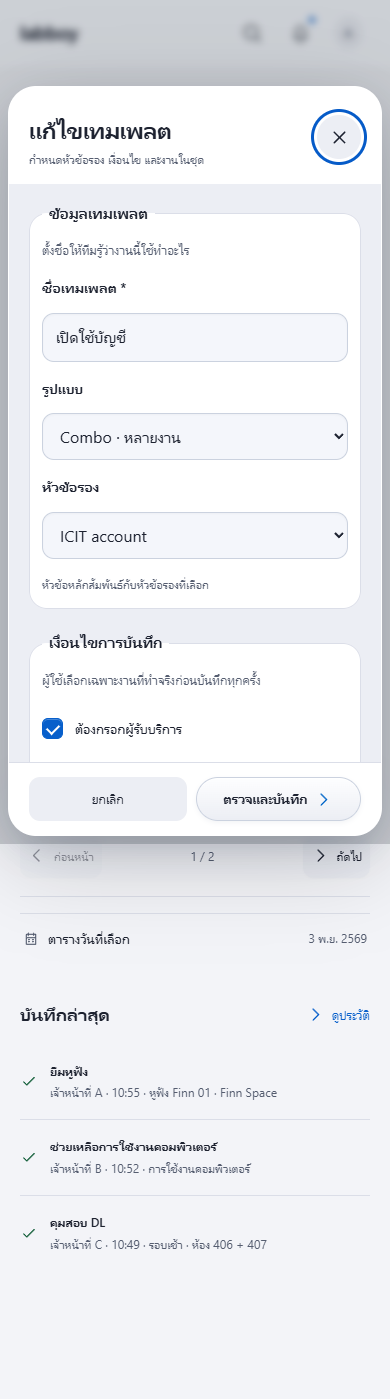 labboy
แก้ไขเทมเพลต
กำหนดหัวข้อรอง เงื่อนไข และงานในชุด
ข้อมูลเทมเพลต
ตั้งชื่อให้ทีมรู้ว่างานนี้ใช้ทำอะไร
ชื่อเทมเพลต *
เปิดใช้บัญชี
รูปแบบ
Combo · หลายงาน
หัวข้อรอง
ICIT account
หัวข้อหลักสัมพันธ์กับหัวข้อรองที่เลือก
เงื่อนไขการบันทึก
ผู้ใช้เลือกเฉพาะงานที่ทำจริงก่อนบันทึกทุกครั้ง
ต้องกรอกผู้รับบริการ
ยกเลิก
ตรวจและบันทึก
ก่อนหน้า
1 / 2
ถัดไป
ตารางวันที่เลือก
3 พ.ย. 2569
บันทึกล่าสุด
ดูประวัติ
ยืมหูฟัง
เจ้าหน้าที่ A · 10:55 · หูฟัง Finn 01 · Finn Space
ช่วยเหลือการใช้งานคอมพิวเตอร์
เจ้าหน้าที่ B · 10:52 · การใช้งานคอมพิวเตอร์
คุมสอบ DL
เจ้าหน้าที่ C · 10:49 · รอบเช้า · ห้อง 406 + 407